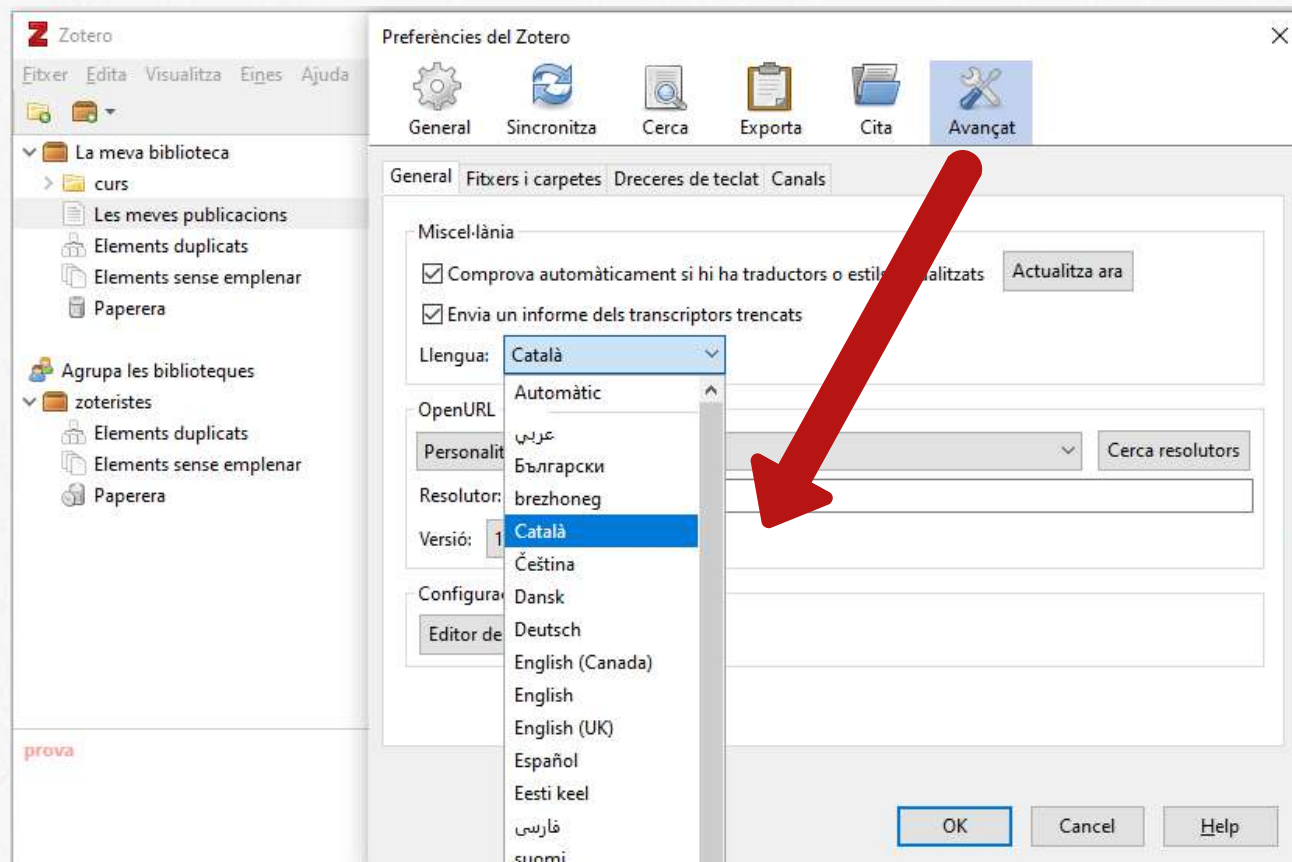 Zotero
Fitxer Edita Visualitza Eines Ajuda
La meva biblioteca
curs
Les meves publicacions
Elements duplicats
Elements sense emplenar
Paperera
Agrupa les biblioteques
zoteristes
Elements duplicats
Elements sense emplenar
Paperera
prova
Preferències del Zotero
General Sincronitza Cerca Exporta Cita Avançat
General Fitxers i carpetes Dreceres de teclat Canals
Miscel·lània
Comprova automàticament si hi ha traductors o estils Actualitza ara
Envia un informe dels transcriptors trencats
Llengua: Català
Automàtic
عربي
Български
brezhoneg
Català
Čeština
Dansk
Deutsch
English (Canada)
English
English (UK)
Español
Eesti keel
فارسی
suomi
OpenURL
Cerca resolutors
Resolutor:
Versió: 1
Editor de
OK Cancel Help